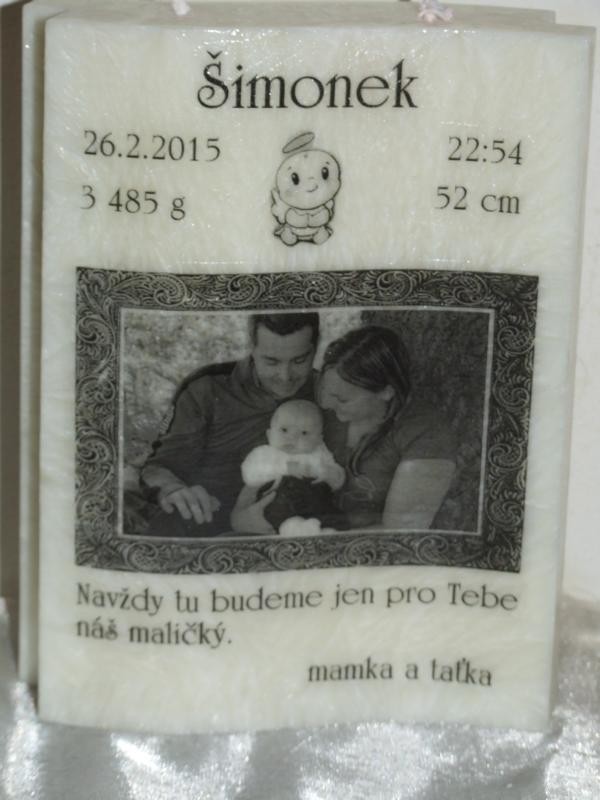 Šimonek
26.2.2015 22:54
3 485 g 52 cm
Navždy tu budeme jen pro Tebe
náš maličký.
mamka a taťka